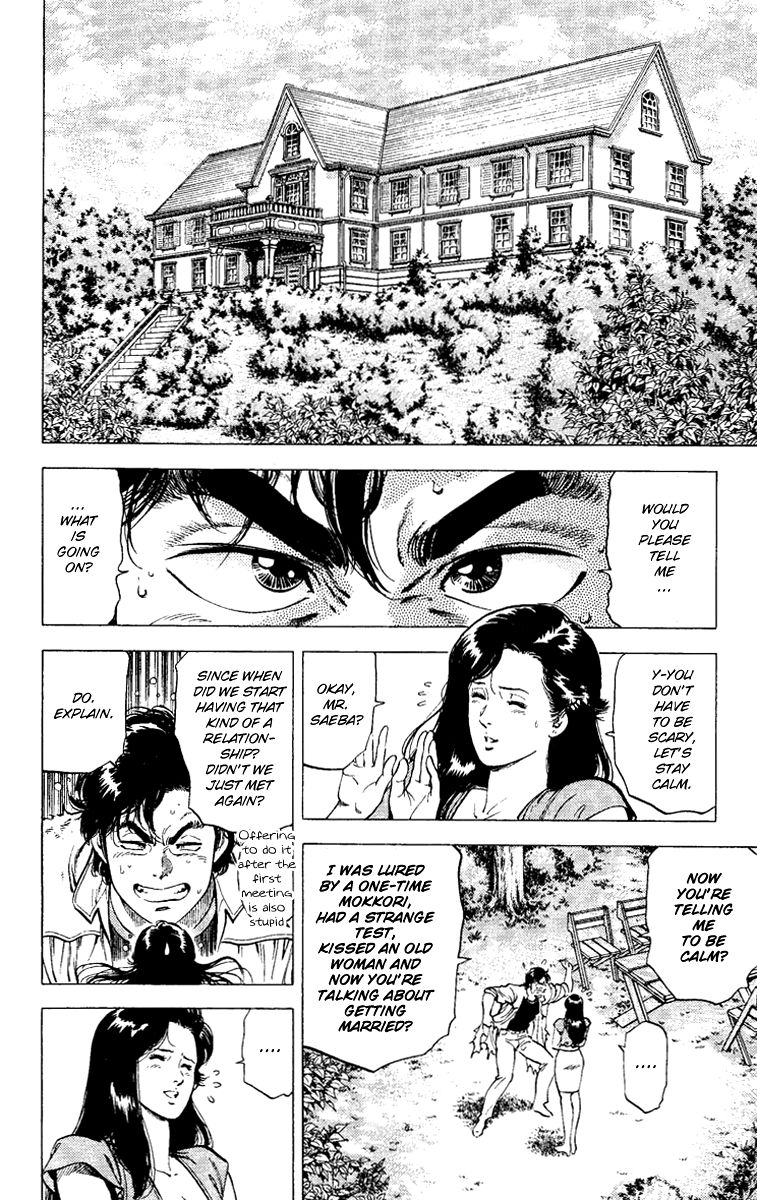 WOULD
YOU
PLEASE
TELL
ME
...
...
WHAT
IS
GOING
ON?
Y-YOU
DON'T
HAVE
TO BE
SCARY,
LET'S
STAY
CALM.
OKAY,
MR.
SAEBA?
SINCE WHEN
DID WE START
HAVING THAT
KIND OF A
RELATION-
SHIP?
DIDN'T WE
JUST MET
AGAIN?
Offering
to do it
after the
first
meeting
is also
stupid.
DO.
EXPLAIN.
NOW
YOU'RE
TELLING
ME
TO BE
CALM?
I WAS LURED
BY A ONE-TIME
MOKKORI,
HAD A STRANGE
TEST,
KISSED AN OLD
WOMAN AND
NOW YOU'RE
TALKING ABOUT
GETTING
MARRIED?
....
....